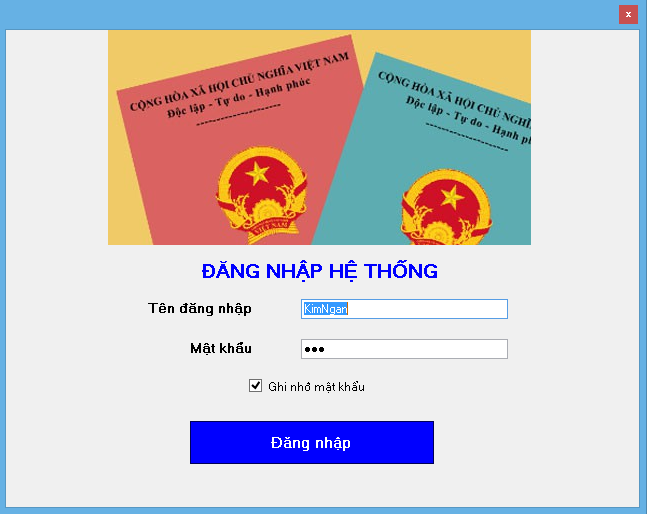 x
CỘNG HÒA XÃ HỘI CHỦ NGHĨA VIỆT NAM
Độc lập - Tự do - Hạnh phúc
--------------------
VIỆT NAM
CỘNG HÒA XÃ HỘI CHỦ NGHĨA
Độc lập - Tự do - Hạnh
--------------------
ĐĂNG NHẬP HỆ THỐNG
Tên đăng nhập
KimNgan
Mật khẩu
●●●
Ghi nhớ mật khẩu
Đăng nhập